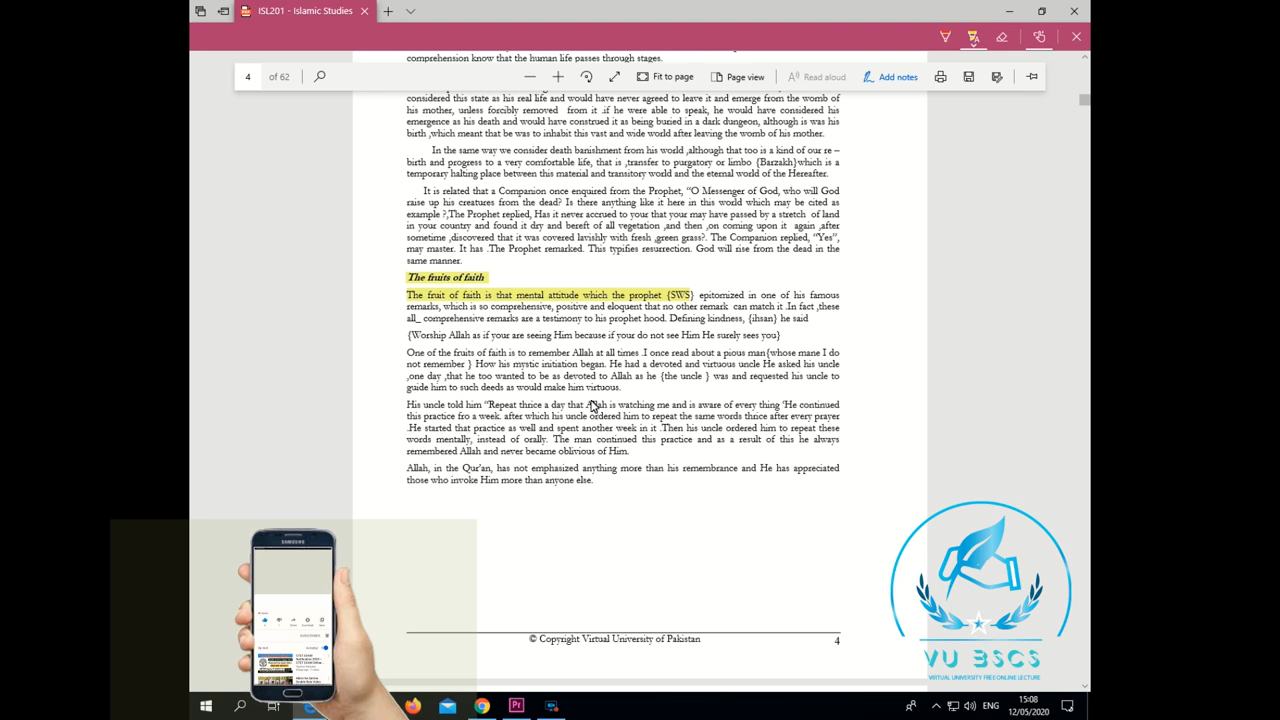 ISL201 - Islamic Studies
4 of 62
Fit to page
Page view
Read aloud
Add notes
comprehension know that the human life passes through stages.
considered this state as his real life and would have never agreed to leave it and emerge from the womb of
his mother, unless forcibly removed from it .if he were able to speak, he would have considered his
emergence as his death and would have construed it as being buried in a dark dungeon, although is was his
birth ,which meant that be was to inhabit this vast and wide world after leaving the womb of his mother.
In the same way we consider death banishment from his world ,although that too is a kind of our re –
birth and progress to a very comfortable life, that is ,transfer to purgatory or limbo {Barzakh}which is a
temporary halting place between this material and transitory world and the eternal world of the Hereafter.
It is related that a Companion once enquired from the Prophet, “O Messenger of God, who will God
raise up his creatures from the dead? Is there anything like it here in this world which may be cited as
example ?,The Prophet replied, Has it never accrued to your that your may have passed by a stretch of land
in your country and found it dry and bereft of all vegetation ,and then ,on coming upon it again ,after
sometime ,discovered that it was covered lavishly with fresh ,green grass?. The Companion replied, “Yes”,
may master. It has .The Prophet remarked. This typifies resurrection. God will rise from the dead in the
same manner.
The fruits of faith
The fruit of faith is that mental attitude which the prophet {SWS} epitomized in one of his famous
remarks, which is so comprehensive, positive and eloquent that no other remark can match it .In fact ,these
all_ comprehensive remarks are a testimony to his prophet hood. Defining kindness, {ihsan} he said
{Worship Allah as if your are seeing Him because if your do not see Him He surely sees you}
One of the fruits of faith is to remember Allah at all times .I once read about a pious man{whose mane I do
not remember } How his mystic initiation began. He had a devoted and virtuous uncle He asked his uncle
,one day ,that he too wanted to be as devoted to Allah as he {the uncle } was and requested his uncle to
guide him to such deeds as would make him virtuous.
His uncle told him “Repeat thrice a day that Allah is watching me and is aware of every thing ‘He continued
this practice fro a week. after which his uncle ordered him to repeat the same words thrice after every prayer
.He started that practice as well and spent another week in it .Then his uncle ordered him to repeat these
words mentally, instead of orally. The man continued this practice and as a result of this he always
remembered Allah and never became oblivious of Him.
Allah, in the Qur’an, has not emphasized anything more than his remembrance and He has appreciated
those who invoke Him more than anyone else.
© Copyright Virtual University of Pakistan
4
SAMSUNG
VU BSCS
VIRTUAL UNIVERSITY FREE ONLINE LECTURE
ENG
15:08
12/05/2020